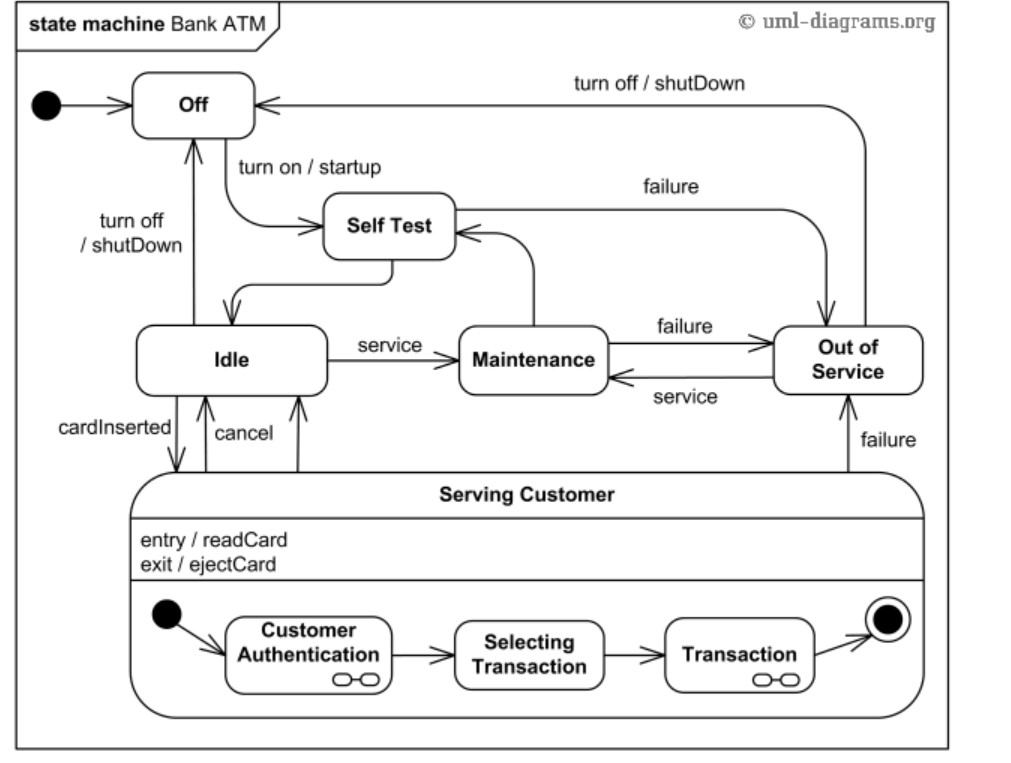 state machine Bank ATM
© uml-diagrams.org
turn off / shutDown
Off
turn on / startup
failure
turn off
/ shutDown
Self Test
Idle
service
Maintenance
failure
service
Out of
Service
cardInserted
cancel
failure
Serving Customer
entry / readCard
exit / ejectCard
Customer
Authentication
Selecting
Transaction
Transaction